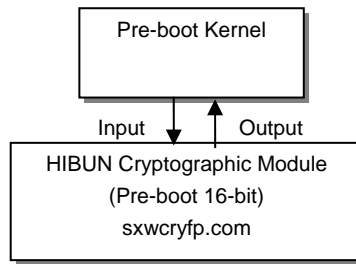 Pre-boot Kernel
Input Output
HIBUN Cryptographic Module
(Pre-boot 16-bit)
sxwcryfp.com